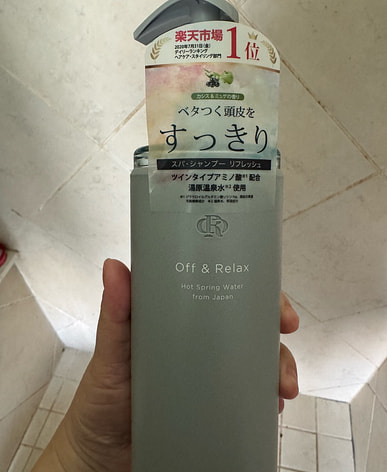 楽天市場
2020年7月31日(金)
デイリーランキング
ヘアケア・スタイリング部門
1位
カシス&ミュゲの香り
ベタつく頭皮を
すっきり
スパ・シャンプー リフレッシュ
ツインタイプアミノ酸※1配合
湯原温泉水※2使用
Off & Relax
Hot Spring Water
from Japan